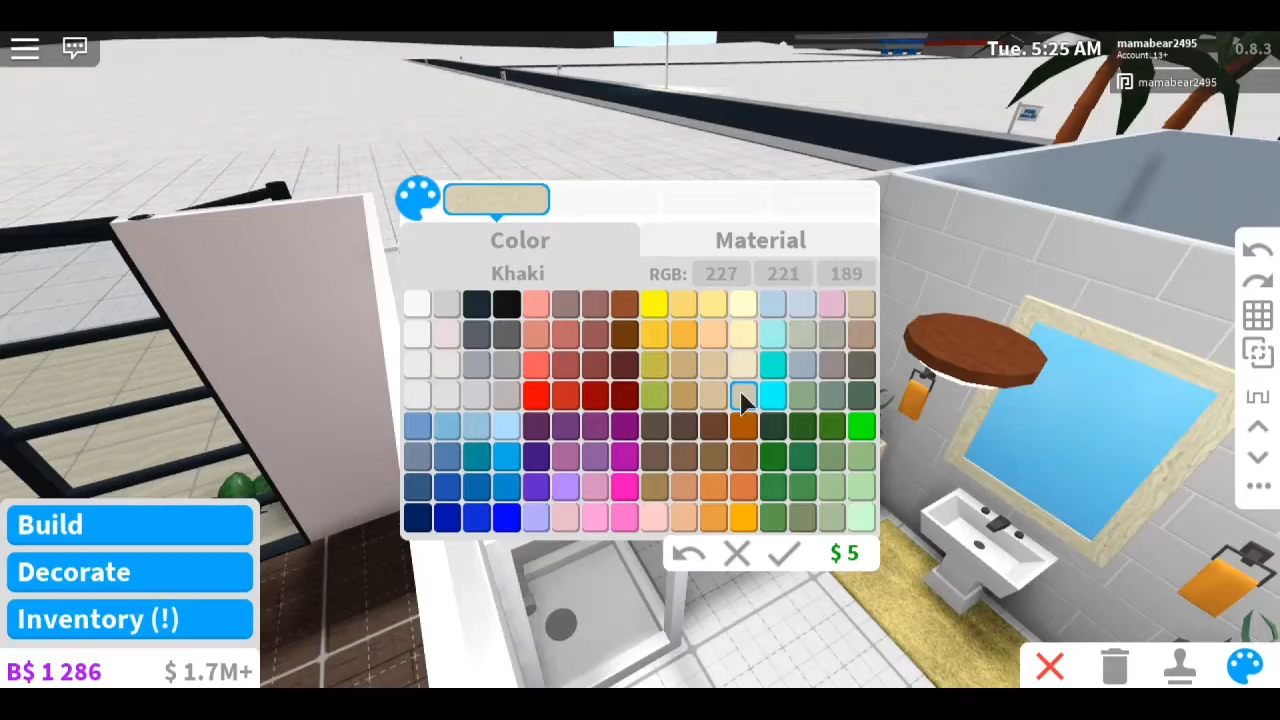 Tue. 5:25 AM
mamabear2495
Account: 13+
0.8.3
mamabear2495
Color
Material
Khaki
RGB: 227 221 189
Build
Decorate
Inventory (!)
$ 5
B$ 1 286
$ 1.7M+